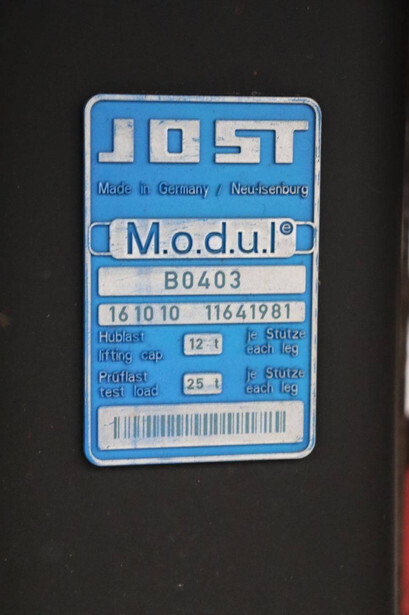 JOST
Made in Germany / Neu-Isenburg
M.o.d.u.l e
B0403
16 10 10 11641981
Hublast 12 t je Stütze
lifting cap. each leg
Prüflast 25 t je Stütze
test load each leg